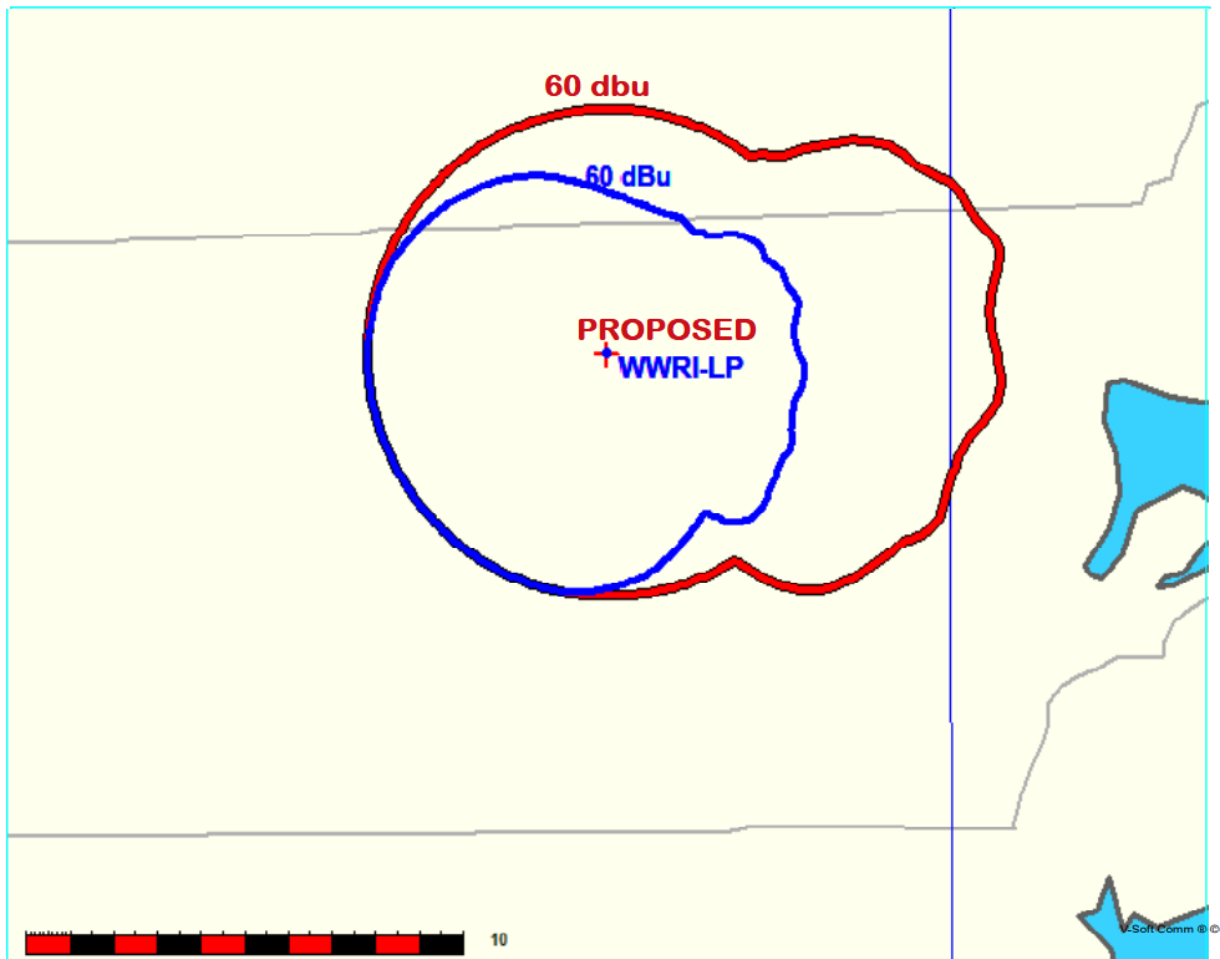 60 dbu
60 dBu
PROPOSED
WWRI-LP
10
V-Soft Comm ® ©